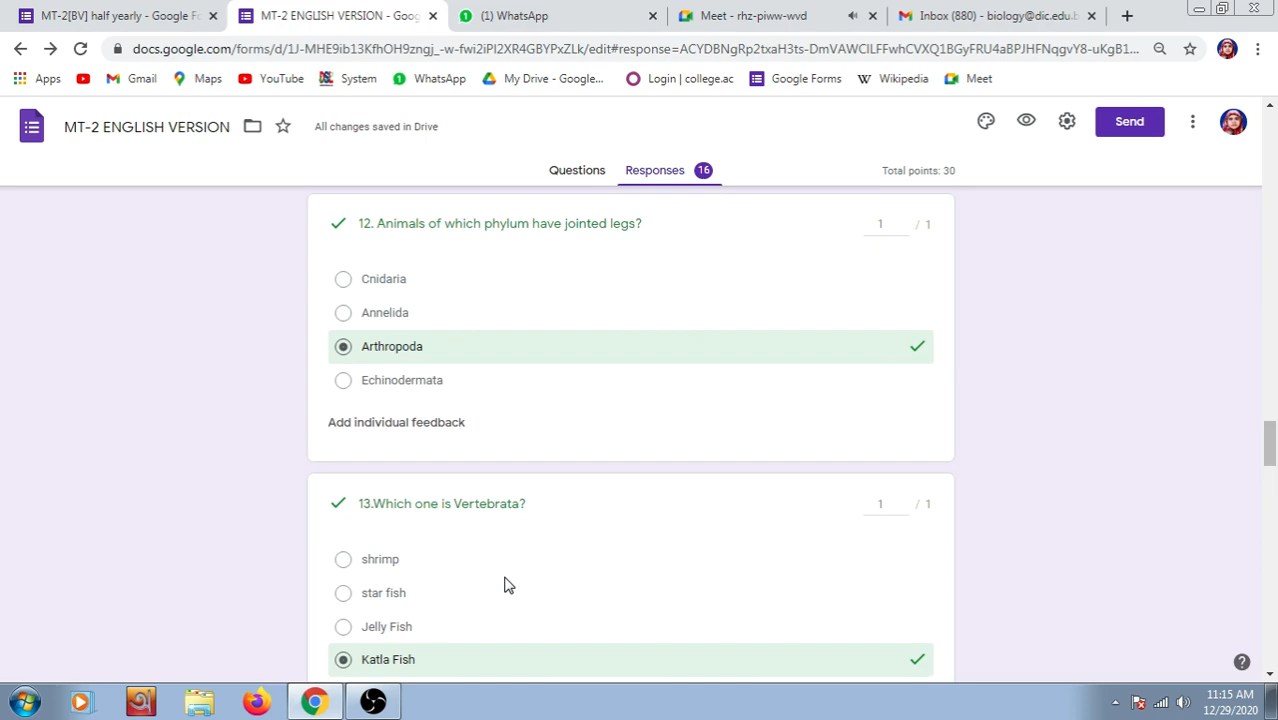 MT-2[BV] half yearly - Google Fo
MT-2 ENGLISH VERSION - Goog
(1) WhatsApp
Meet - rhz-piww-wvd
Inbox (880) - biology@dic.edu.b
docs.google.com/forms/d/1J-MHE9ib13KfhOH9zngj_-w-fwi2iPl2XR4GBYPxZLk/edit#response=ACYDBNgRp2txaH3ts-DmVAWClLFFwhCVXQ1BGyFRU4aBPJHFNqgvY8-uKgB1...
Apps
Gmail
Maps
YouTube
System
WhatsApp
My Drive - Google...
Login | college.ac
Google Forms
Wikipedia
Meet
MT-2 ENGLISH VERSION
All changes saved in Drive
Send
Questions
Responses 16
Total points: 30
12. Animals of which phylum have jointed legs?
1 / 1
Cnidaria
Annelida
Arthropoda
Echinodermata
Add individual feedback
13.Which one is Vertebrata?
1 / 1
shrimp
star fish
Jelly Fish
Katla Fish
11:15 AM
12/29/2020